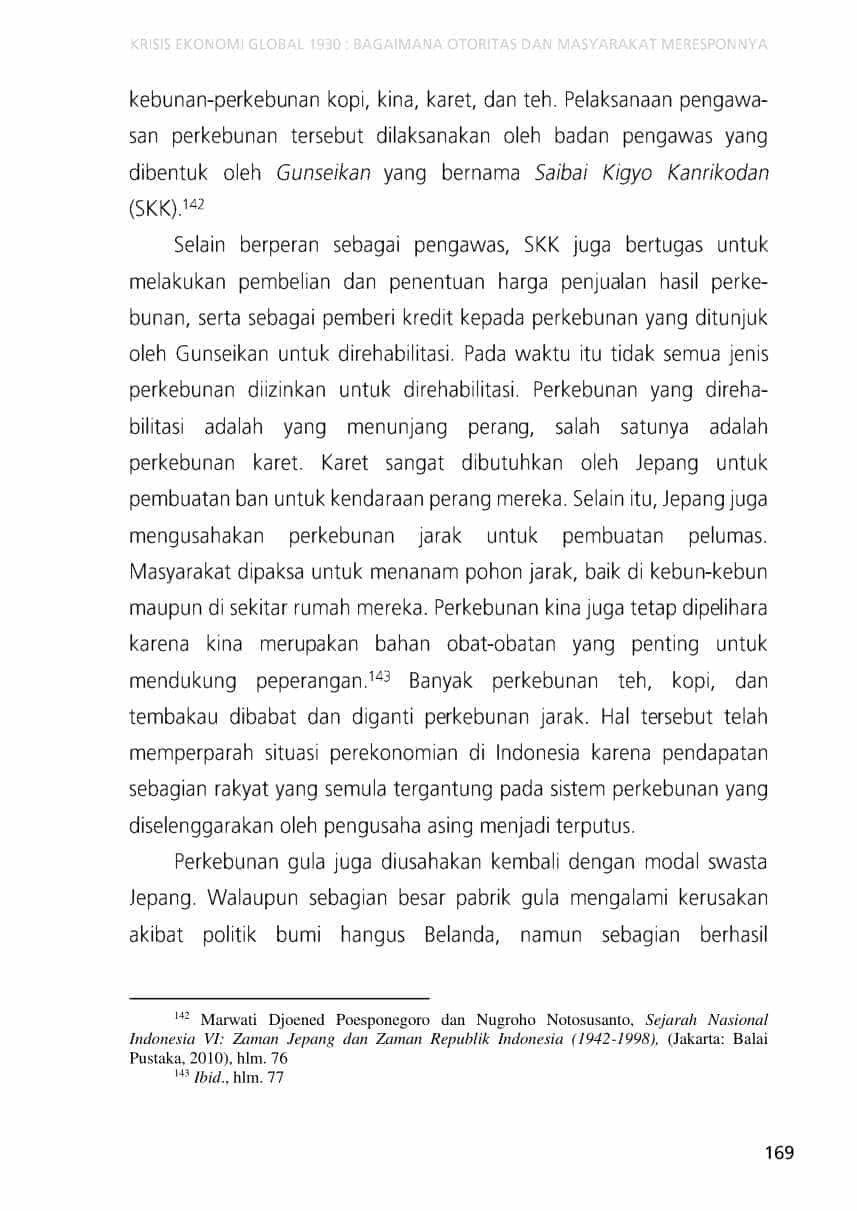 KRISIS EKONOMI GLOBAL 1930 : BAGAIMANA OTORITAS DAN MASYARAKAT MERESPONNYA
kebunan-perkebunan kopi, kina, karet, dan teh. Pelaksanaan pengawa-
san perkebunan tersebut dilaksanakan oleh badan pengawas yang
dibentuk oleh Gunseikan yang bernama Saibai Kigyo Kanrikodan
(SKK).142
Selain berperan sebagai pengawas, SKK juga bertugas untuk
melakukan pembelian dan penentuan harga penjualan hasil perke-
bunan, serta sebagai pemberi kredit kepada perkebunan yang ditunjuk
oleh Gunseikan untuk direhabilitasi. Pada waktu itu tidak semua jenis
perkebunan diizinkan untuk direhabilitasi. Perkebunan yang direha-
bilitasi adalah yang menunjang perang, salah satunya adalah
perkebunan karet. Karet sangat dibutuhkan oleh Jepang untuk
pembuatan ban untuk kendaraan perang mereka. Selain itu, Jepang juga
mengusahakan perkebunan jarak untuk pembuatan pelumas.
Masyarakat dipaksa untuk menanam pohon jarak, baik di kebun-kebun
maupun di sekitar rumah mereka. Perkebunan kina juga tetap dipelihara
karena kina merupakan bahan obat-obatan yang penting untuk
mendukung peperangan.143 Banyak perkebunan teh, kopi, dan
tembakau dibabat dan diganti perkebunan jarak. Hal tersebut telah
memperparah situasi perekonomian di Indonesia karena pendapatan
sebagian rakyat yang semula tergantung pada sistem perkebunan yang
diselenggarakan oleh pengusaha asing menjadi terputus.
Perkebunan gula juga diusahakan kembali dengan modal swasta
Jepang. Walaupun sebagian besar pabrik gula mengalami kerusakan
akibat politik bumi hangus Belanda, namun sebagian berhasil
142 Marwati Djoened Poesponegoro dan Nugroho Notosusanto, Sejarah Nasional
Indonesia VI: Zaman Jepang dan Zaman Republik Indonesia (1942-1998), (Jakarta: Balai
Pustaka, 2010), hlm. 76
143 Ibid., hlm. 77
169